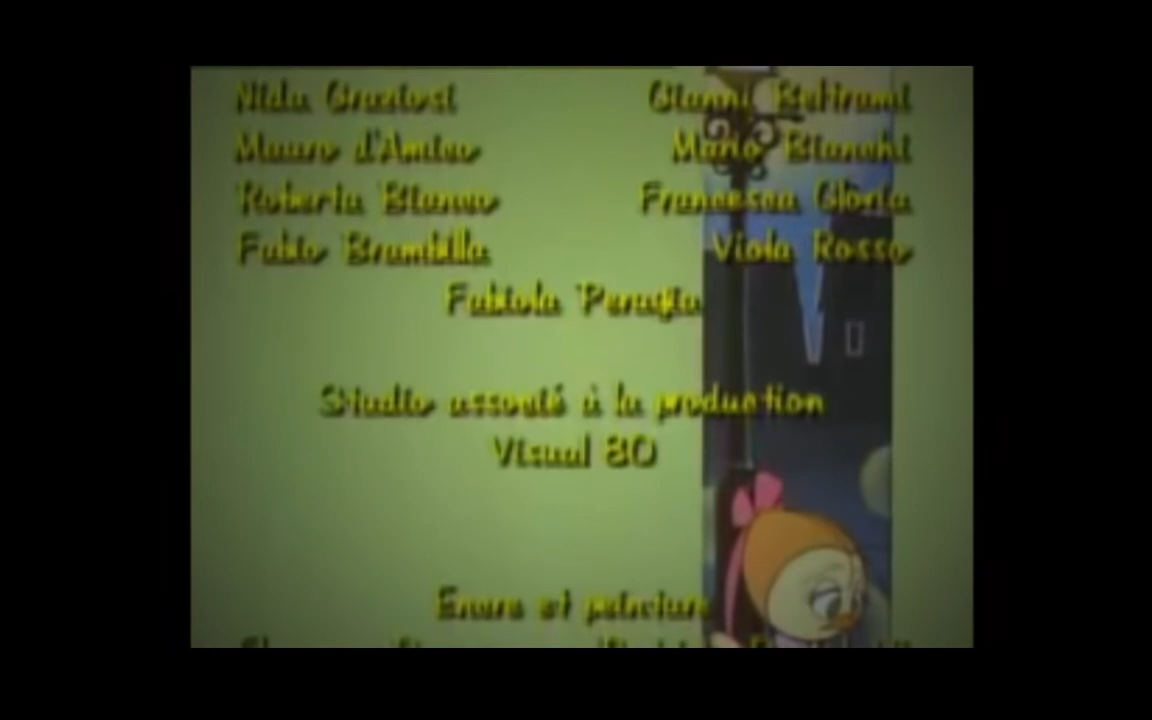 Nida Graziosi Gianni Beltrami
Mauro d'Amico Mario Bianchi
Roberta Bianco Francesca Gloria
Fabio Brambilla Viola Rosso
Fabiola Perugia
Studio associé à la production
Visual 80
Encre et peinture